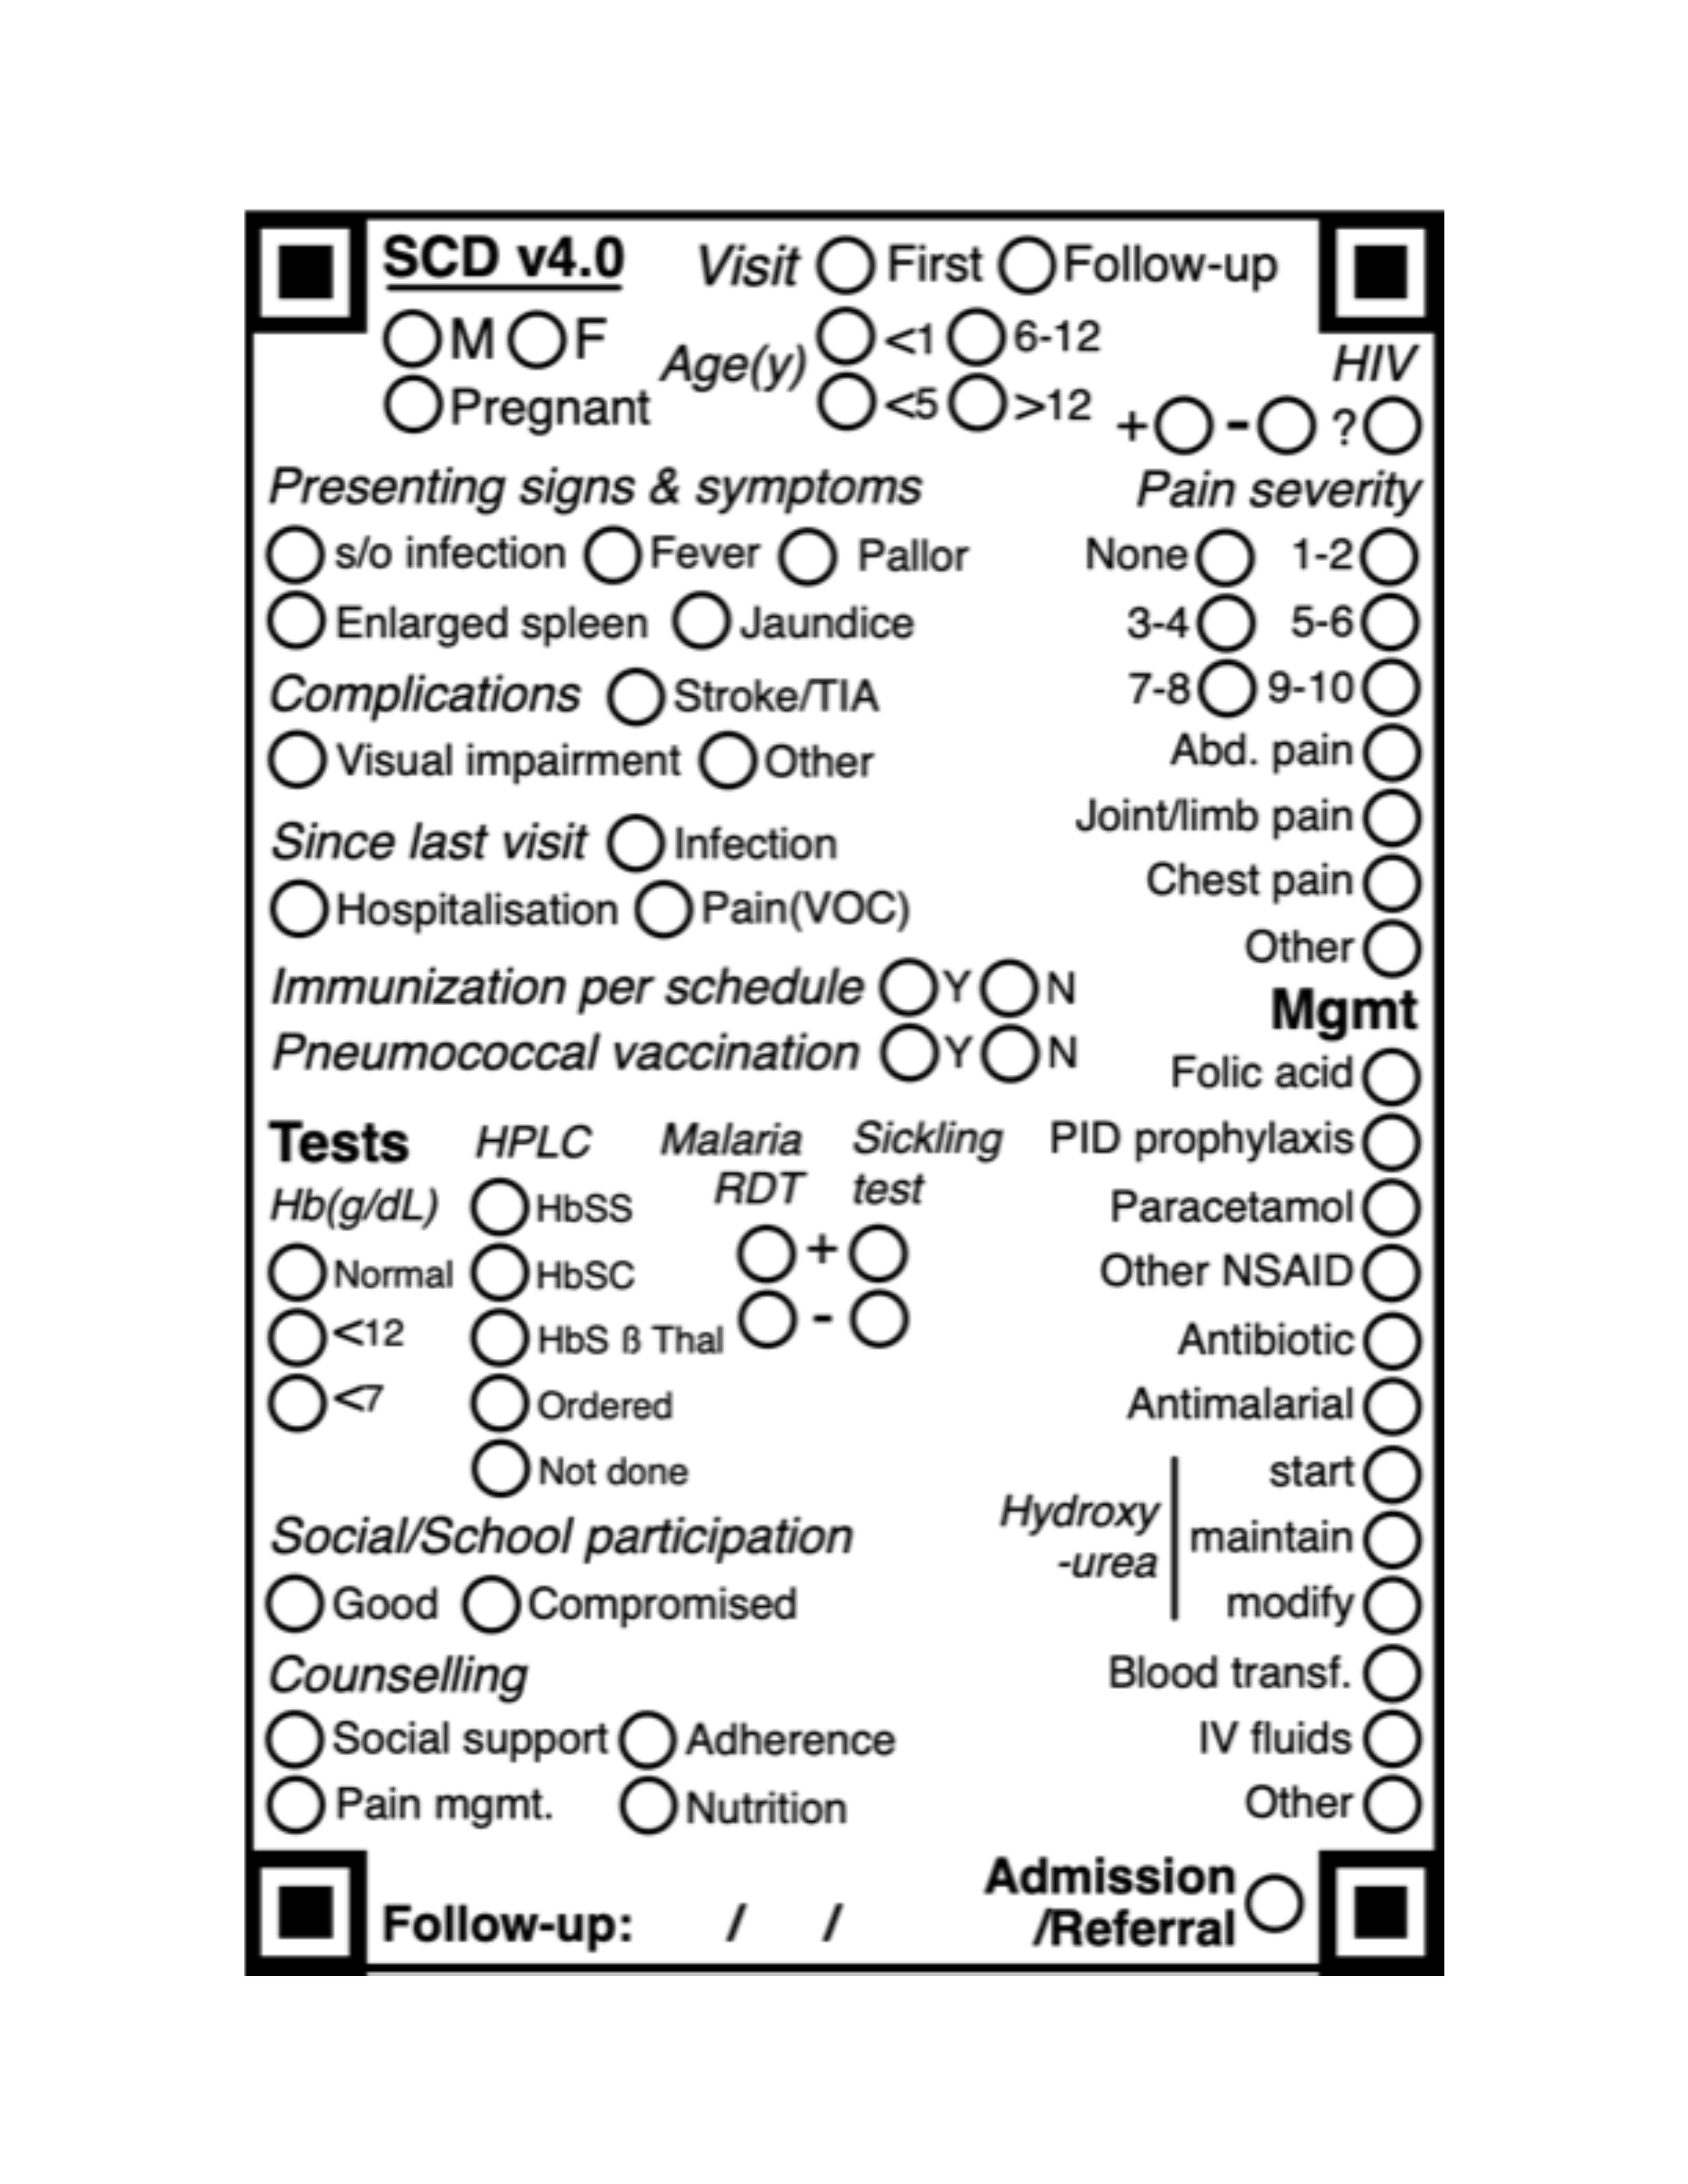 SCD v4.0 Visit First Follow-up
M F Age(y) <1 6-12
Pregnant <5 >12
HIV
+ - ?
Presenting signs & symptoms
s/o infection Fever Pallor
Enlarged spleen Jaundice
Complications Stroke/TIA
Visual impairment Other
Since last visit Infection
Hospitalisation Pain(VOC)
Immunization per schedule Y N
Pneumococcal vaccination Y N
Pain severity
None 1-2
3-4 5-6
7-8 9-10
Abd. pain
Joint/limb pain
Chest pain
Other
Mgmt
Folic acid
PID prophylaxis
Paracetamol
Other NSAID
Antibiotic
Antimalarial
Hydroxy
-urea
start
maintain
modify
Blood transf.
IV fluids
Other
Tests
Hb(g/dL)
Normal
<12
<7
HPLC
HbSS
HbSC
HbS ß Thal
Ordered
Not done
Malaria
RDT
Sickling
test
+
-
Social/School participation
Good Compromised
Counselling
Social support Adherence
Pain mgmt. Nutrition
Follow-up: / /
Admission
/Referral